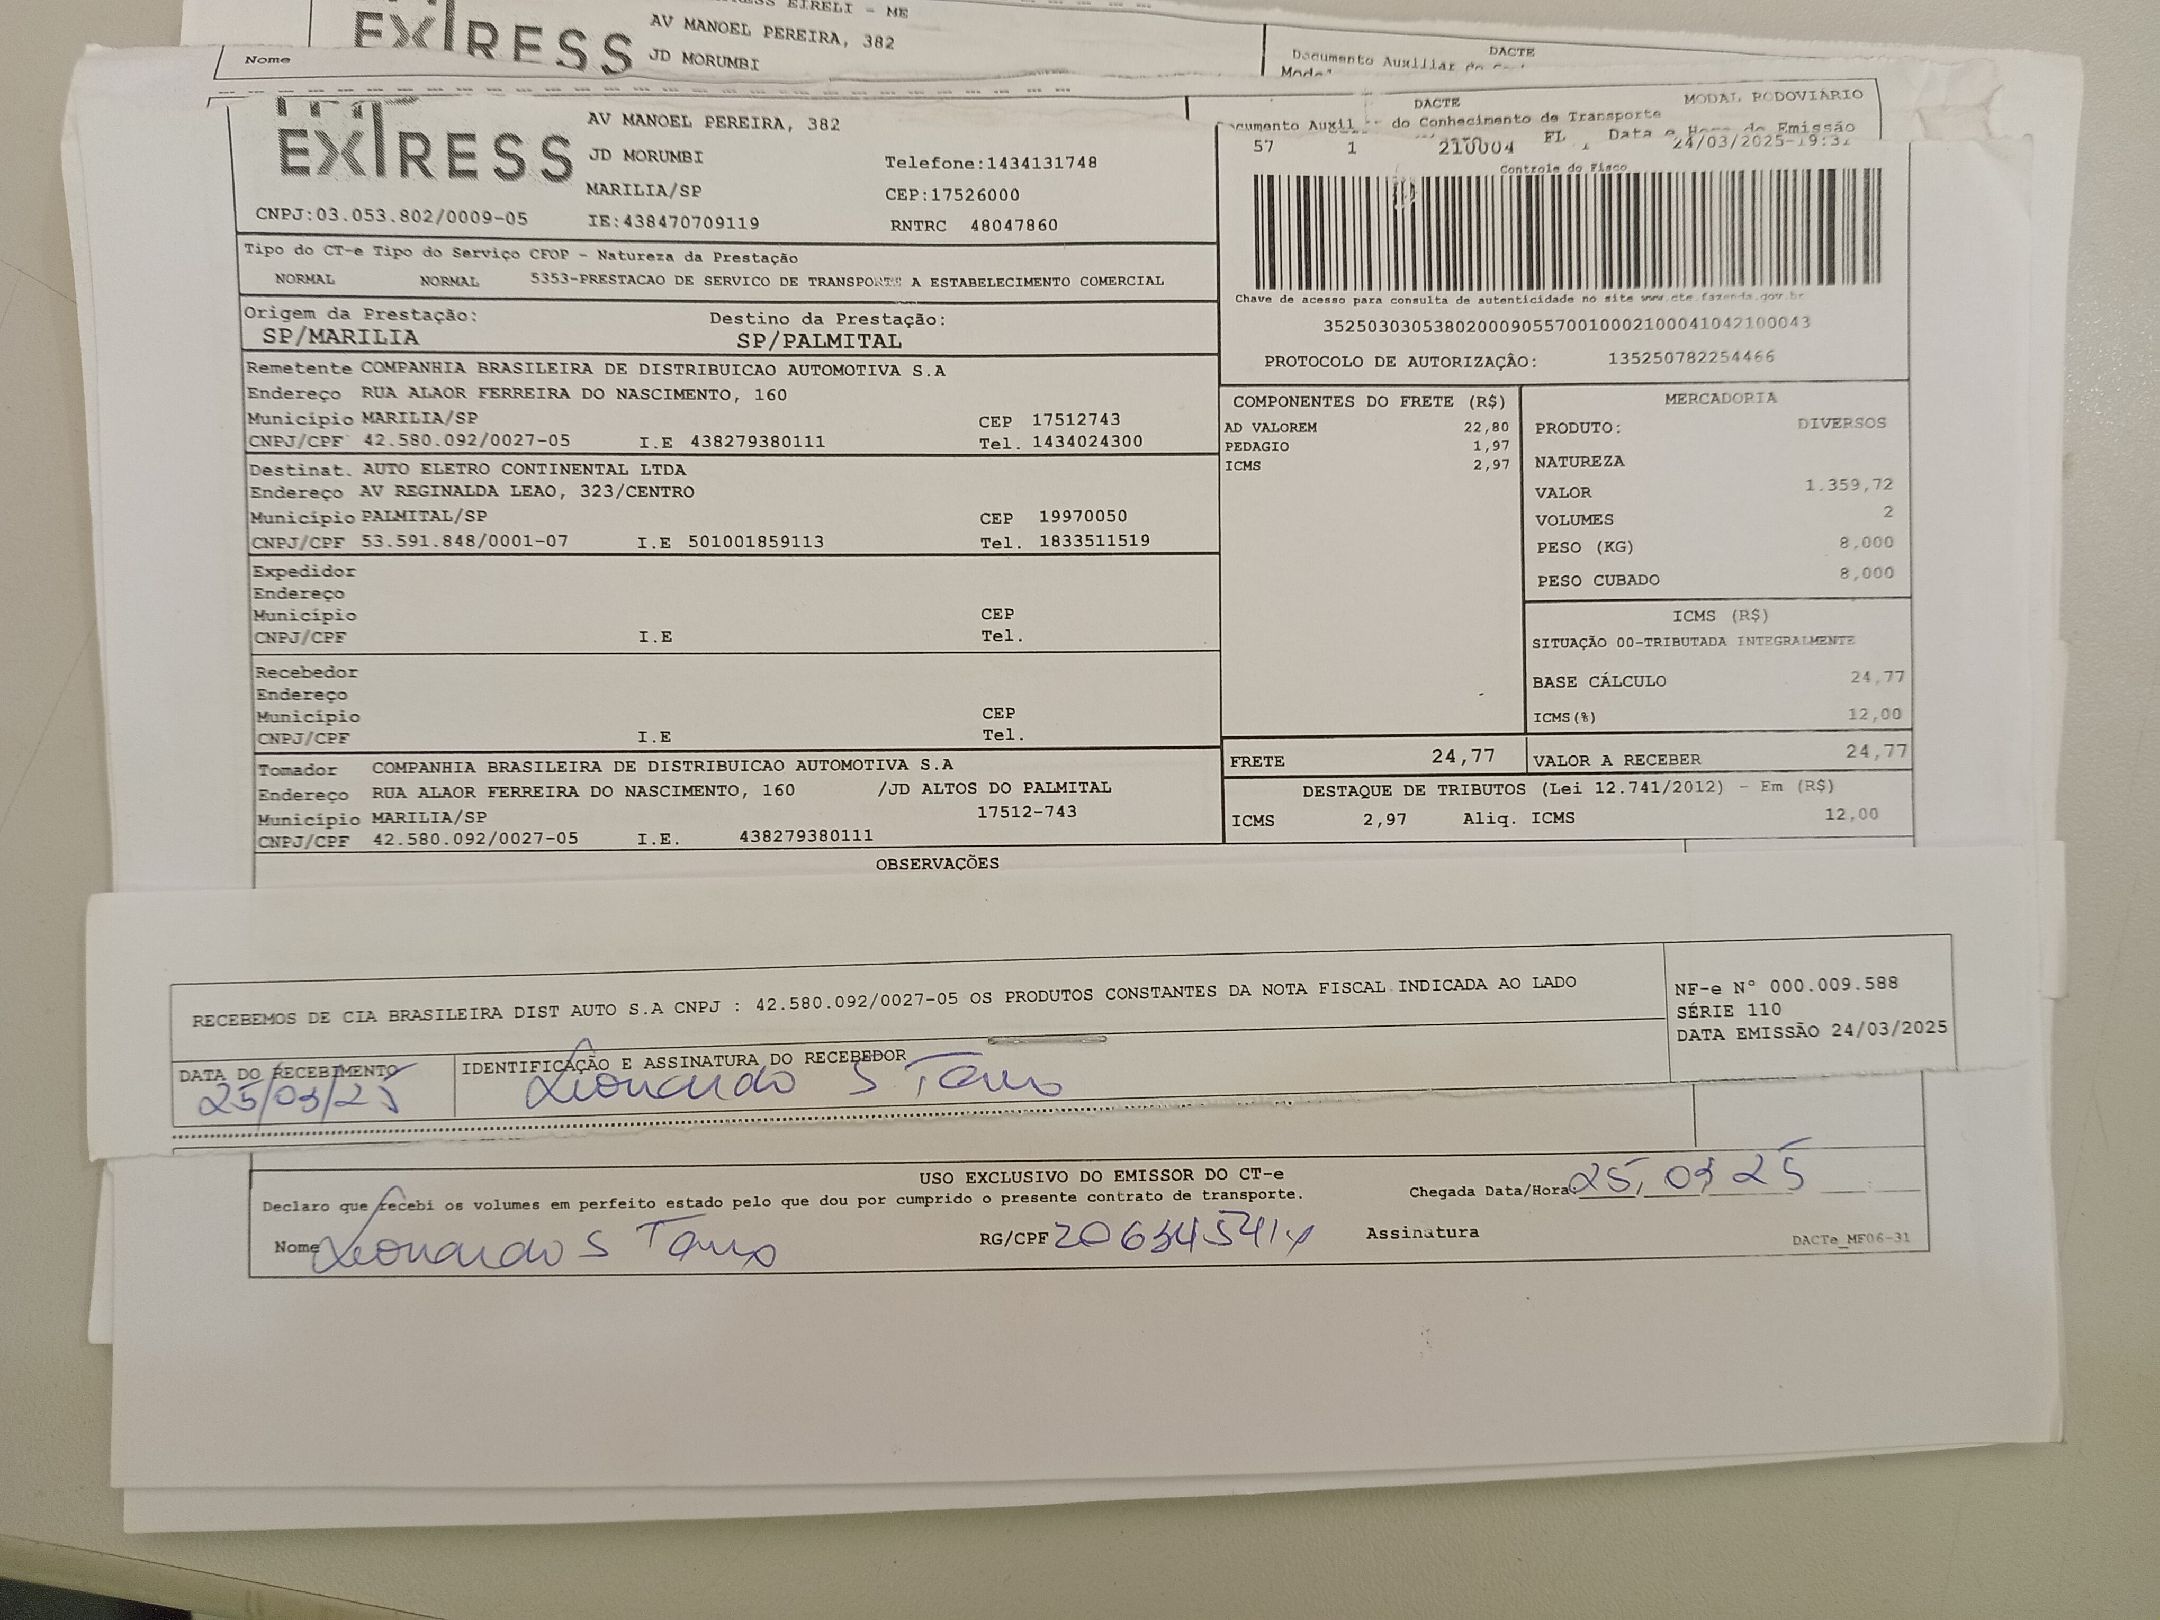 EIRELI - ME
EXTRESS
AV MANOEL PEREIRA, 382
JD MORUMBI
DACTE
Documento Auxiliar
Nome
EXTRESS
AV MANOEL PEREIRA, 382
JD MORUMBI
Telefone:1434131748
MARILIA/SP
CEP:17526000
CNPJ:03.053.802/0009-05
IE:438470709119
RNTRC 48047860
DACTE
MODAL RODOVIÁRIO
do Conhecimento de Transporte
FL Data e Hora de Emissão
57 1 210004
Controle do Fisco
Chave de acesso para consulta de autenticidade no site www.cte.fazenda.gov.br
35250303053802000905570010002100041042100043
PROTOCOLO DE AUTORIZAÇÃO: 135250782254466
Tipo do CT-e Tipo do Serviço CFOP - Natureza da Prestação
NORMAL NORMAL 5353-PRESTACAO DE SERVICO DE TRANSPORTE A ESTABELECIMENTO COMERCIAL
Origem da Prestação: Destino da Prestação:
SP/MARILIA SP/PALMITAL
Remetente COMPANHIA BRASILEIRA DE DISTRIBUICAO AUTOMOTIVA S.A
Endereço RUA ALAOR FERREIRA DO NASCIMENTO, 160
Município MARILIA/SP CEP 17512743
CNPJ/CPF 42.580.092/0027-05 I.E 438279380111 Tel. 1434024300
Destinat. AUTO ELETRO CONTINENTAL LTDA
Endereço AV REGINALDA LEAO, 323/CENTRO
Município PALMITAL/SP CEP 19970050
CNPJ/CPF 53.591.848/0001-07 I.E 501001859113 Tel. 1833511519
Expedidor
Endereço
Município CEP
CNPJ/CPF I.E Tel.
Recebedor
Endereço
Município CEP
CNPJ/CPF I.E Tel.
Tomador COMPANHIA BRASILEIRA DE DISTRIBUICAO AUTOMOTIVA S.A
Endereço RUA ALAOR FERREIRA DO NASCIMENTO, 160 /JD ALTOS DO PALMITAL
Município MARILIA/SP 17512-743
CNPJ/CPF 42.580.092/0027-05 I.E. 438279380111
COMPONENTES DO FRETE (R$)
AD VALOREM 22,80
PEDAGIO 1,97
ICMS 2,97
MERCADORIA
PRODUTO: DIVERSOS
NATUREZA
VALOR 1.359,72
VOLUMES 2
PESO (KG) 8,000
PESO CUBADO 8,000
ICMS (R$)
SITUAÇÃO 00-TRIBUTADA INTEGRALMENTE
BASE CÁLCULO 24,77
ICMS(%) 12,00
FRETE 24,77 VALOR A RECEBER 24,77
DESTAQUE DE TRIBUTOS (Lei 12.741/2012) - Em (R$)
ICMS 2,97 Aliq. ICMS 12,00
OBSERVAÇÕES
RECEBEMOS DE CIA BRASILEIRA DIST AUTO S.A CNPJ : 42.580.092/0027-05 OS PRODUTOS CONSTANTES DA NOTA FISCAL INDICADA AO LADO
NF-e N° 000.009.588
SÉRIE 110
DATA EMISSÃO 24/03/2025
DATA DO RECEBIMENTO IDENTIFICAÇÃO E ASSINATURA DO RECEBEDOR
25/03/25 Leonardo S
USO EXCLUSIVO DO EMISSOR DO CT-e
Declaro que recebi os volumes em perfeito estado pelo que dou por cumprido o presente contrato de transporte.
Chegada Data/Hora 25, 03 25
Nome Leonardo S
RG/CPF
Assinatura
DACTe_MF06-31